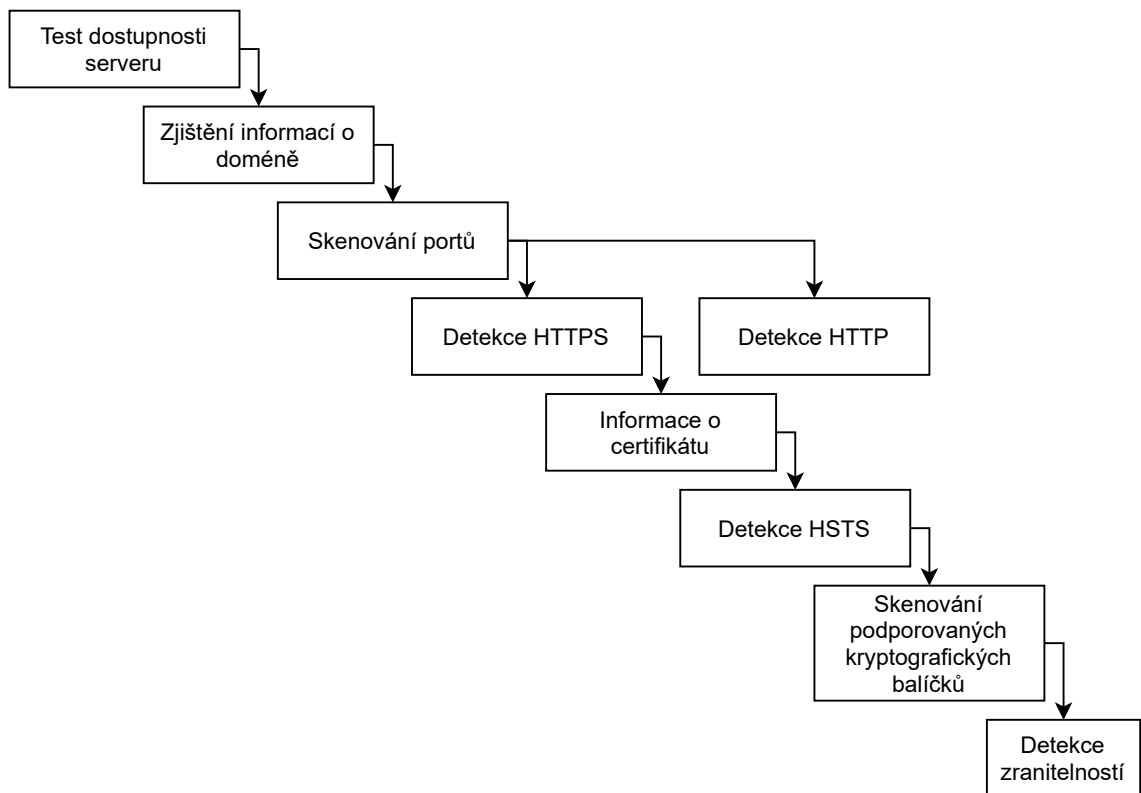 Test dostupnosti
serveru
Zjištění informací o
doméně
Skenování portů
Detekce HTTPS
Detekce HTTP
Informace o
certifikátu
Detekce HSTS
Skenování
podporovaných
kryptografických
balíčků
Detekce
zranitelností